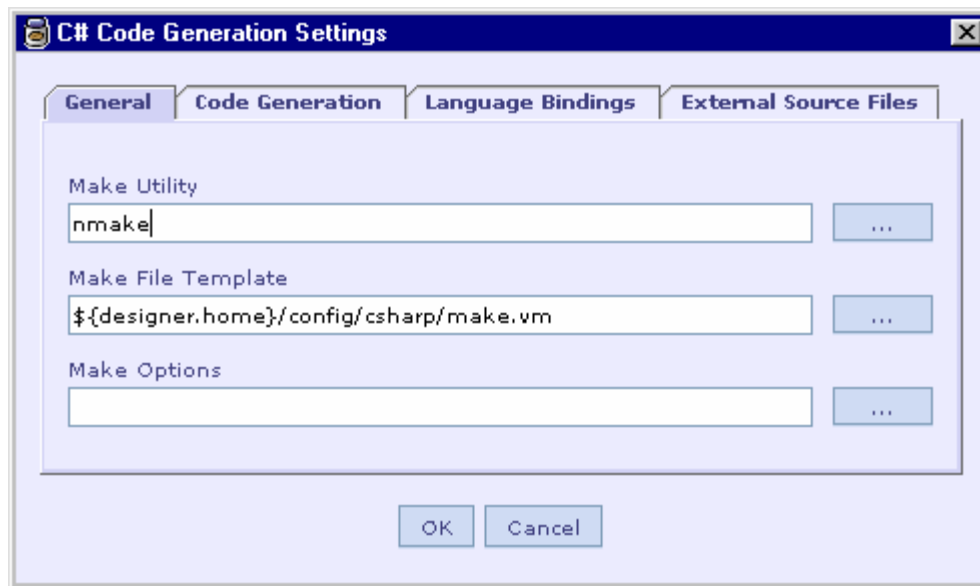 C# Code Generation Settings
General Code Generation Language Bindings External Source Files
Make Utility
nmake ...
Make File Template
${designer.home}/config/csharp/make.vm ...
Make Options
...
OK Cancel